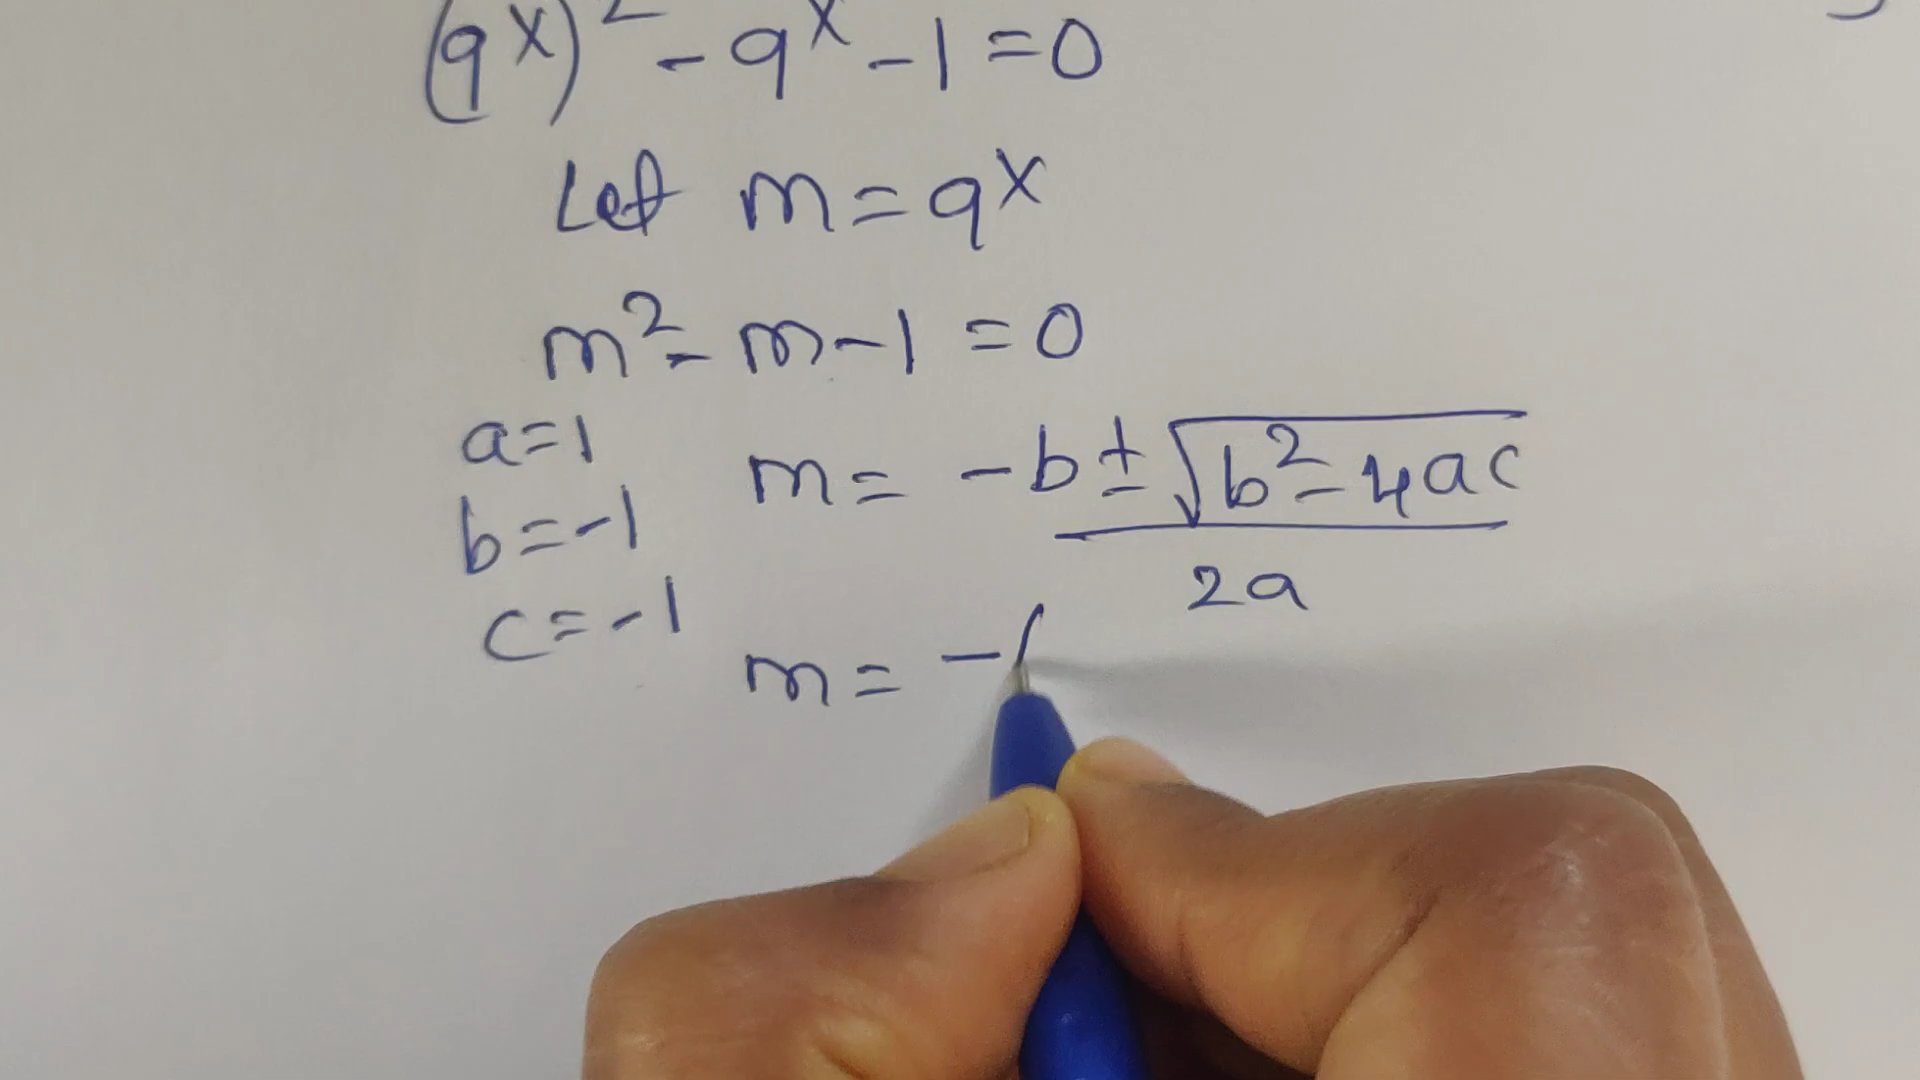 (9^x)^2 - 9^x - 1 = 0
Let m = 9^x
m^2 - m - 1 = 0
a = 1
b = -1
c = -1
m = -b ± √(b^2 - 4ac)
2a
m = -(